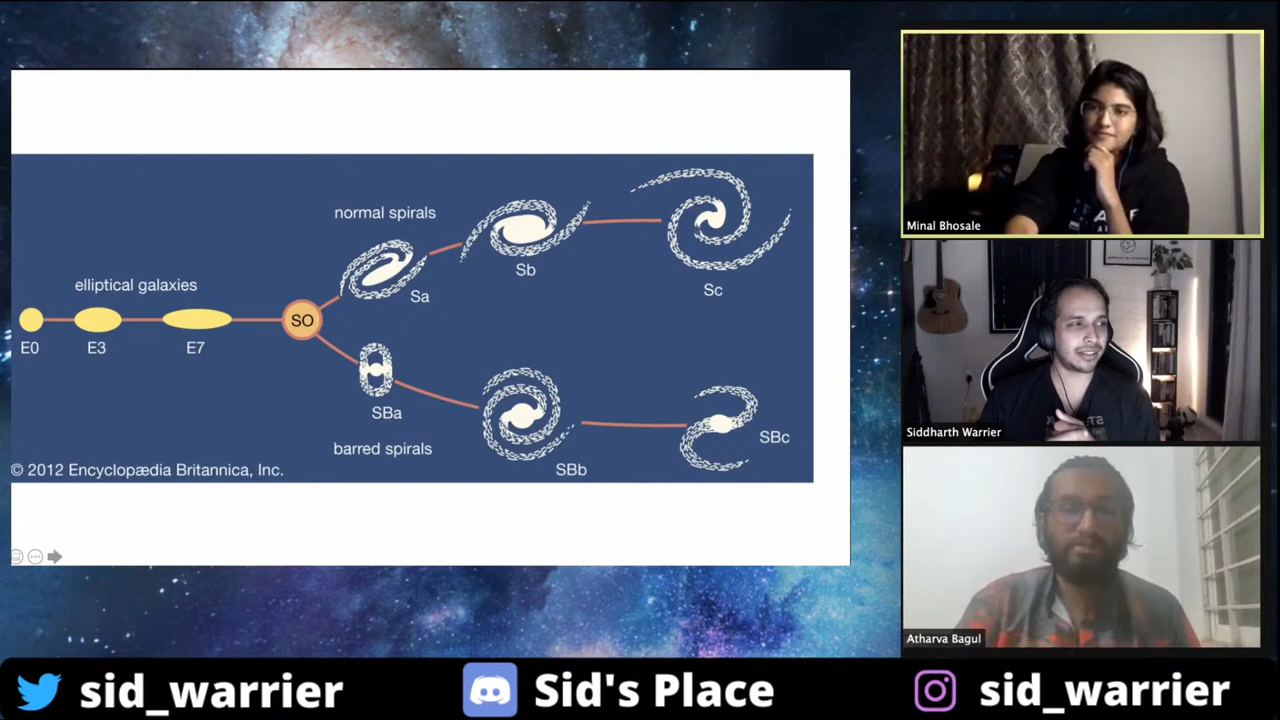 normal spirals
Sa
Sb
Sc
elliptical galaxies
E0
E3
E7
SO
SBa
SBb
SBc
barred spirals
© 2012 Encyclopædia Britannica, Inc.
Minal Bhosale
Siddharth Warrier
Atharva Bagul
sid_warrier
Sid's Place
sid_warrier